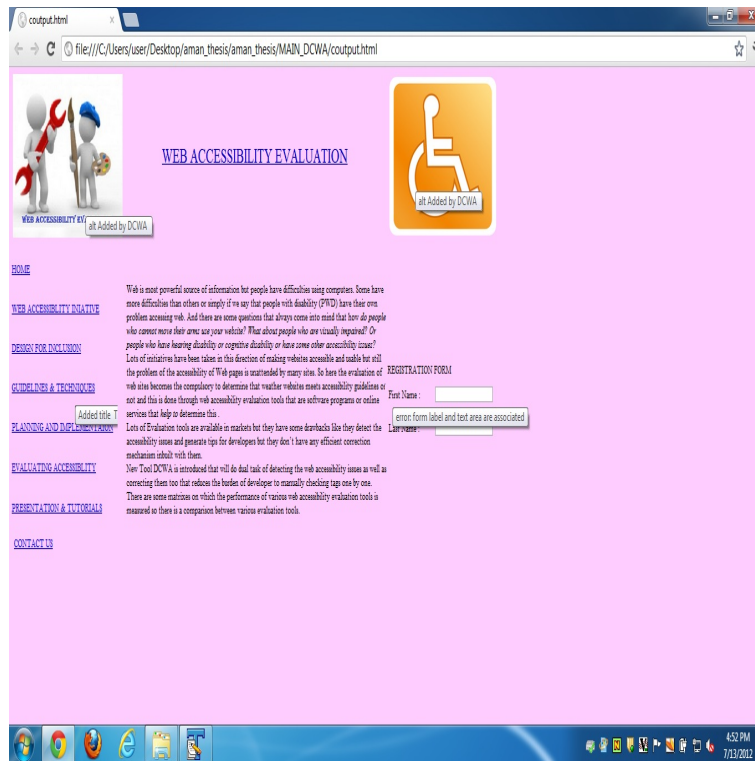 coutput.html
file:///C:/Users/user/Desktop/aman_thesis/aman_thesis/MAIN_DCWA/coutput.html
WEB ACCESSIBILITY EV
alt Added by DCWA
WEB ACCESSIBILITY EVALUATION
alt Added by DCWA
HOME
WEB ACCESSIBLITY INIATIVE
DESIGN FOR INCLUSION
GUIDELINES & TECHNIQUES
Added title T
PLANNING AND IMPLEMENTAION
EVALUATING ACCESSIBLITY
PRESENTATION & TUTORIALS
CONTACT US
Web is most powerful source of information but people have difficulties using computers. Some have
more difficulties than others or simply if we say that people with disability (PWD) have their own
problem accessing web. And there are some questions that always come into mind that how do people
who cannot move their arms use your website? What about people who are visually impaired? Or
people who have hearing disability or cognitive disability or have some other accessibility issues?
Lots of initiatives have been taken in this direction of making websites accessible and usable but still
the problem of the accessibility of Web pages is unattended by many sites. So here the evaluation of
web sites becomes the compulsory to determine that weather websites meets accessibility guidelines or
not and this is done through web accessibility evaluation tools that are software programs or online
services that help to determine this .
Lots of Evaluation tools are available in markets but they have some drawbacks like they detect the
accessibility issues and generate tips for developers but they don't have any efficient correction
mechanism inbuilt with them.
New Tool DCWA is introduced that will do dual task of detecting the web accessibility issues as well as
correcting them too that reduces the burden of developer to manually checking tags one by one.
There are some matrixes on which the performance of various web accessibility evaluation tools is
measured so there is a comparison between various evaluation tools.
REGISTRATION FORM
First Name :
error: form label and text area are associated
Last Name :
4:52 PM
7/13/2012